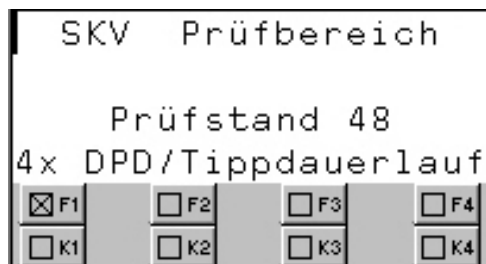 SKV Prüfbereich
Prüfstand 48
4x DPD/Tippdauerlauf
F1 F2 F3 F4
K1 K2 K3 K4